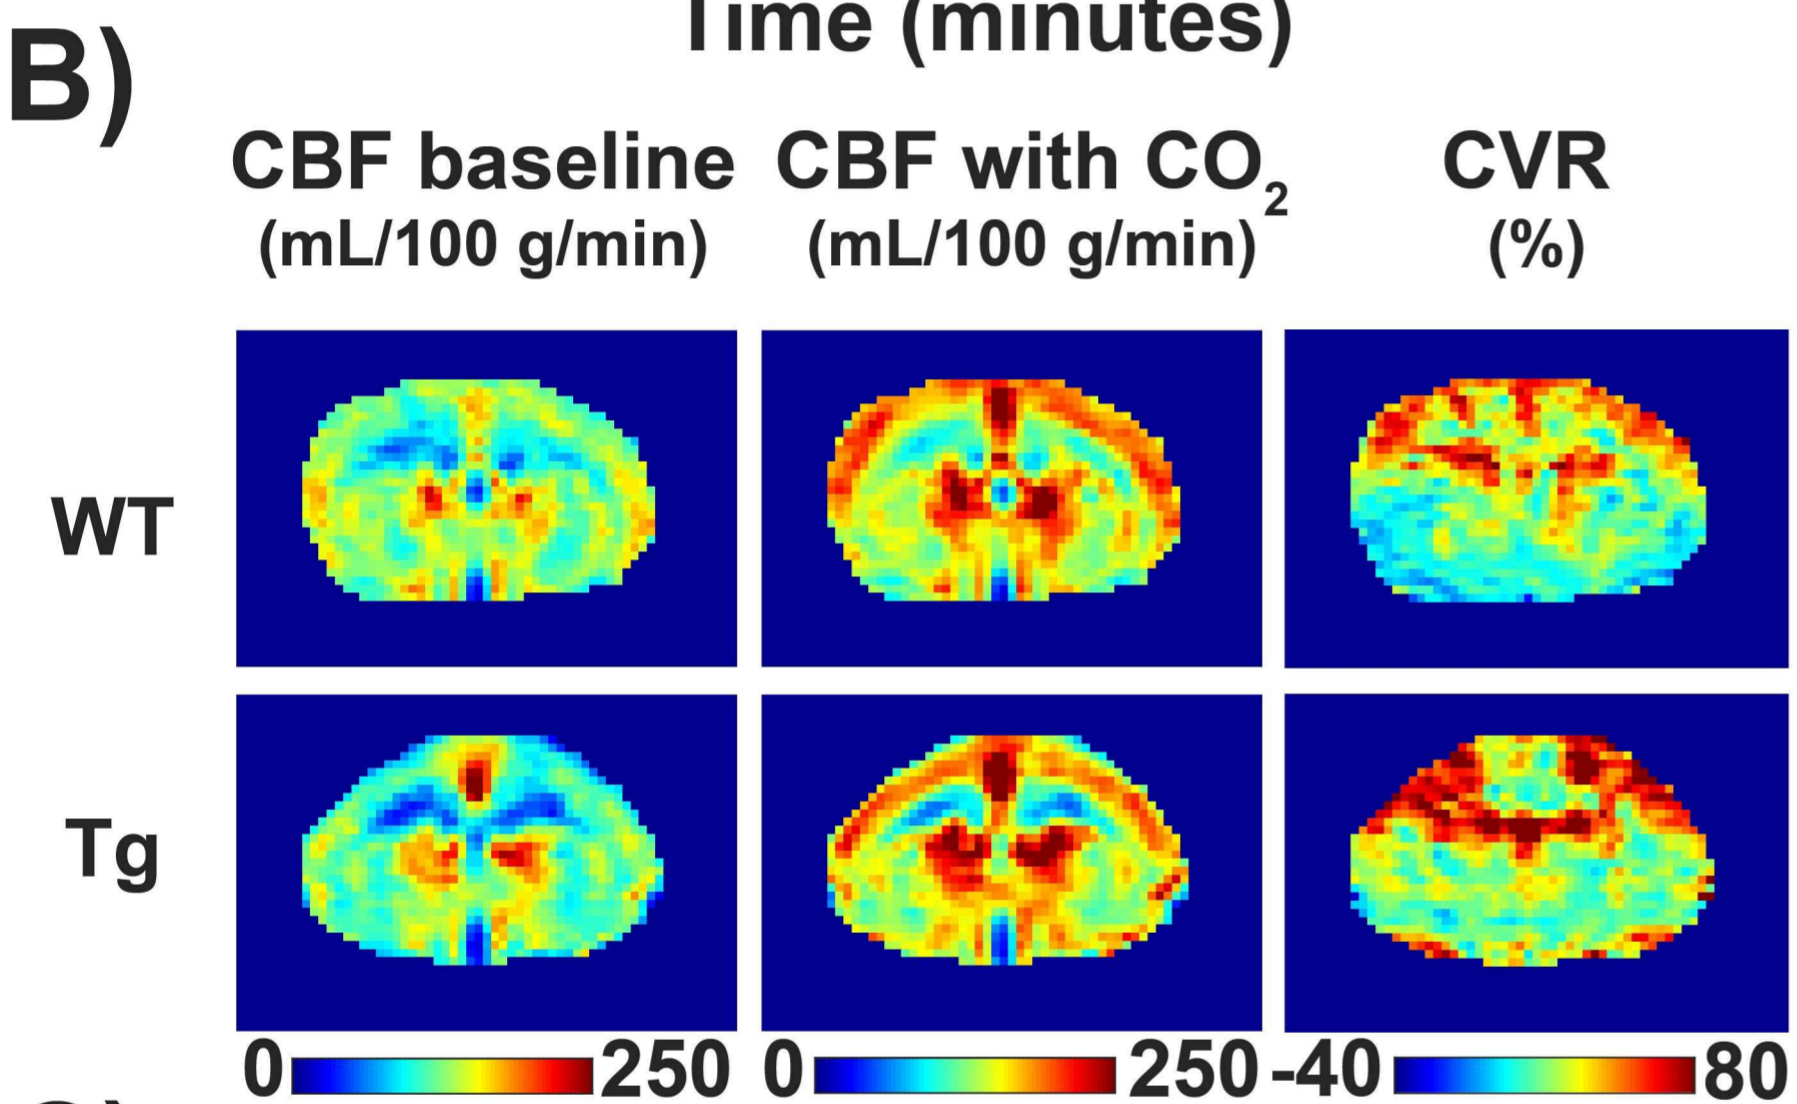 Time (minutes)
B)
CBF baseline CBF with CO2 CVR
(mL/100 g/min) (mL/100 g/min) (%)
WT
Tg
0 250 0 250 -40 80